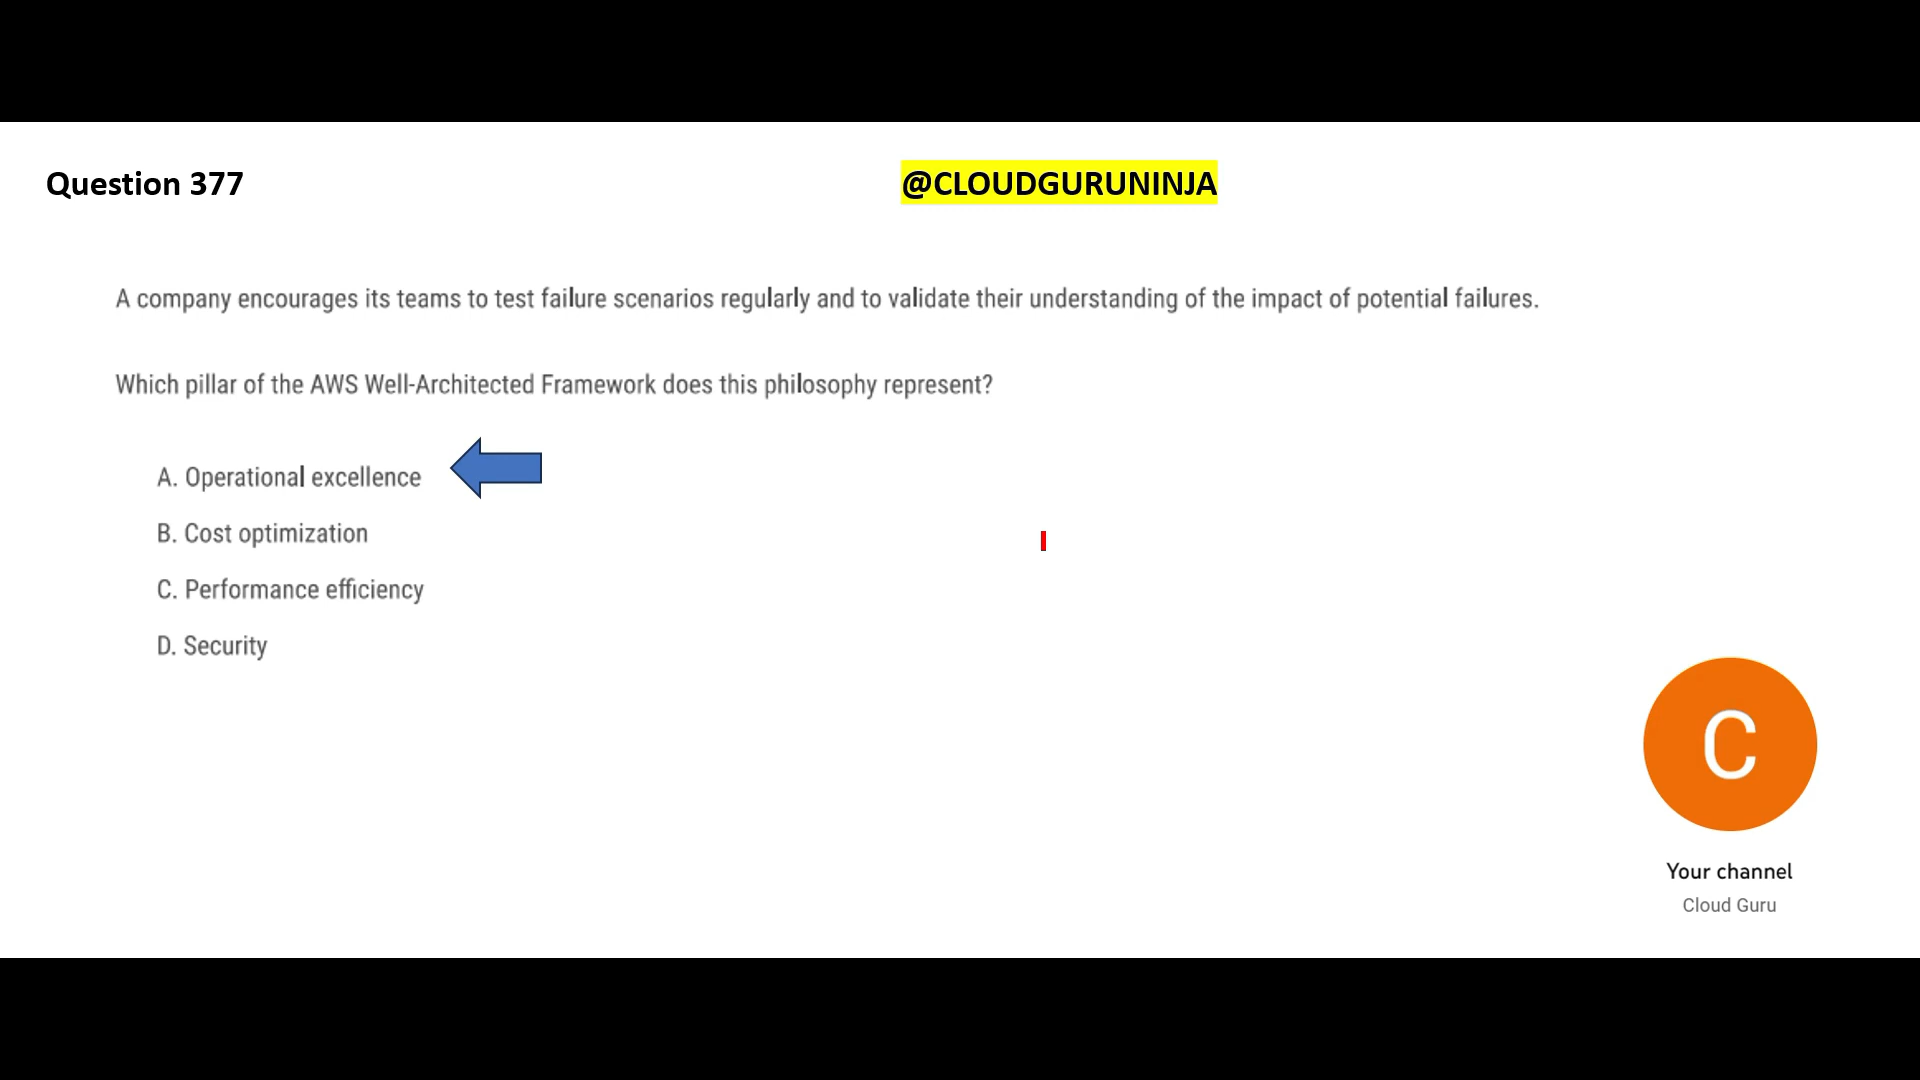 Question 377
@CLOUDGURUNINJA
A company encourages its teams to test failure scenarios regularly and to validate their understanding of the impact of potential failures.
Which pillar of the AWS Well-Architected Framework does this philosophy represent?
A. Operational excellence
B. Cost optimization
C. Performance efficiency
D. Security
C
Your channel
Cloud Guru